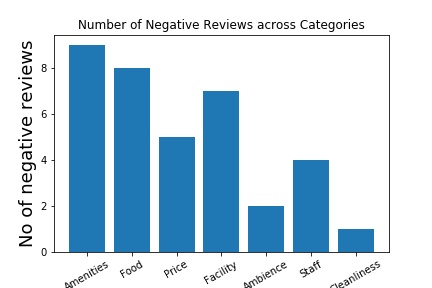 Number of Negative Reviews across Categories
No of negative reviews
8
6
4
2
0
Amenities
Food
Price
Facility
Ambience
Staff
Cleanliness